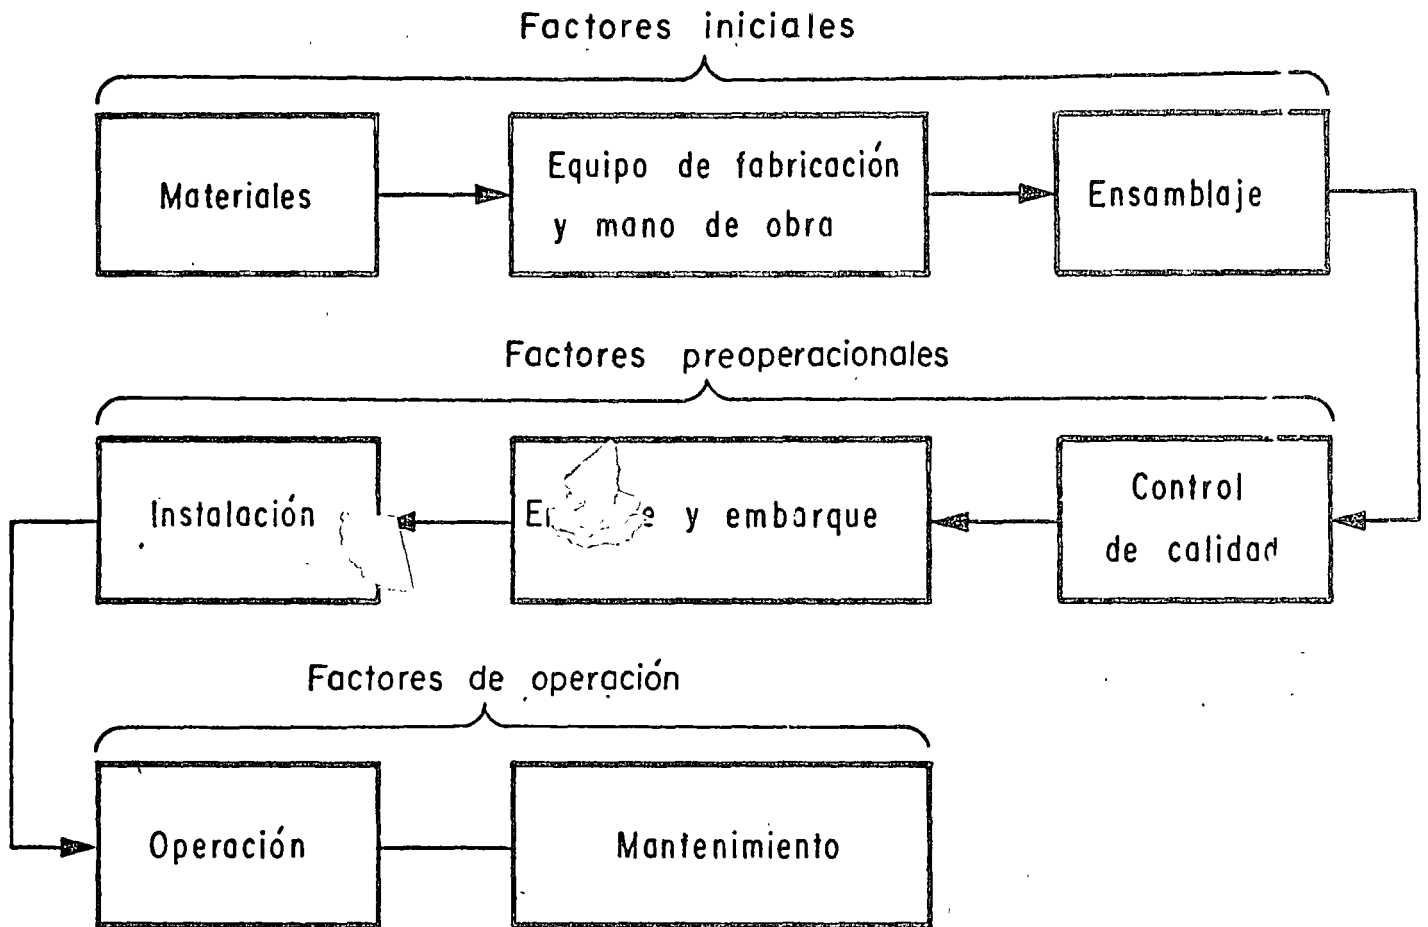 Factores iniciales
Materiales
Equipo de fabricación
y mano de obra
Ensamblaje
Factores preoperacionales
Instalación
y embarque
Control
de calidad
Factores de operación
Operación
Mantenimiento